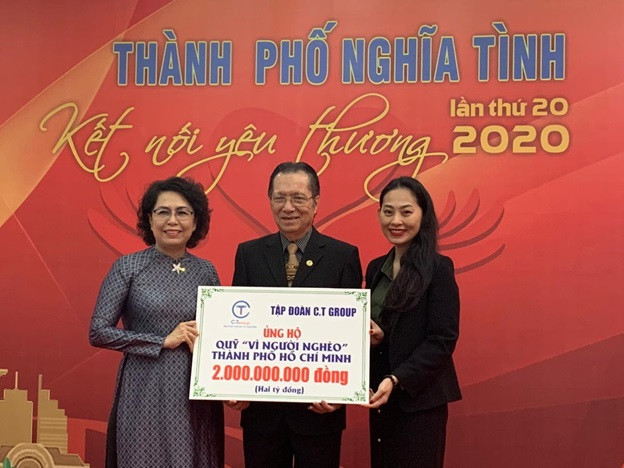 THÀNH PHỐ NGHĨA TÌNH
Kết nối yêu thương
lần thứ 20
2020
TẬP ĐOÀN C.T GROUP
ỦNG HỘ
QUỸ "VÌ NGƯỜI NGHÈO"
THÀNH PHỐ HỒ CHÍ MINH
2.000.000.000 đồng
(Hai tỷ đồng)